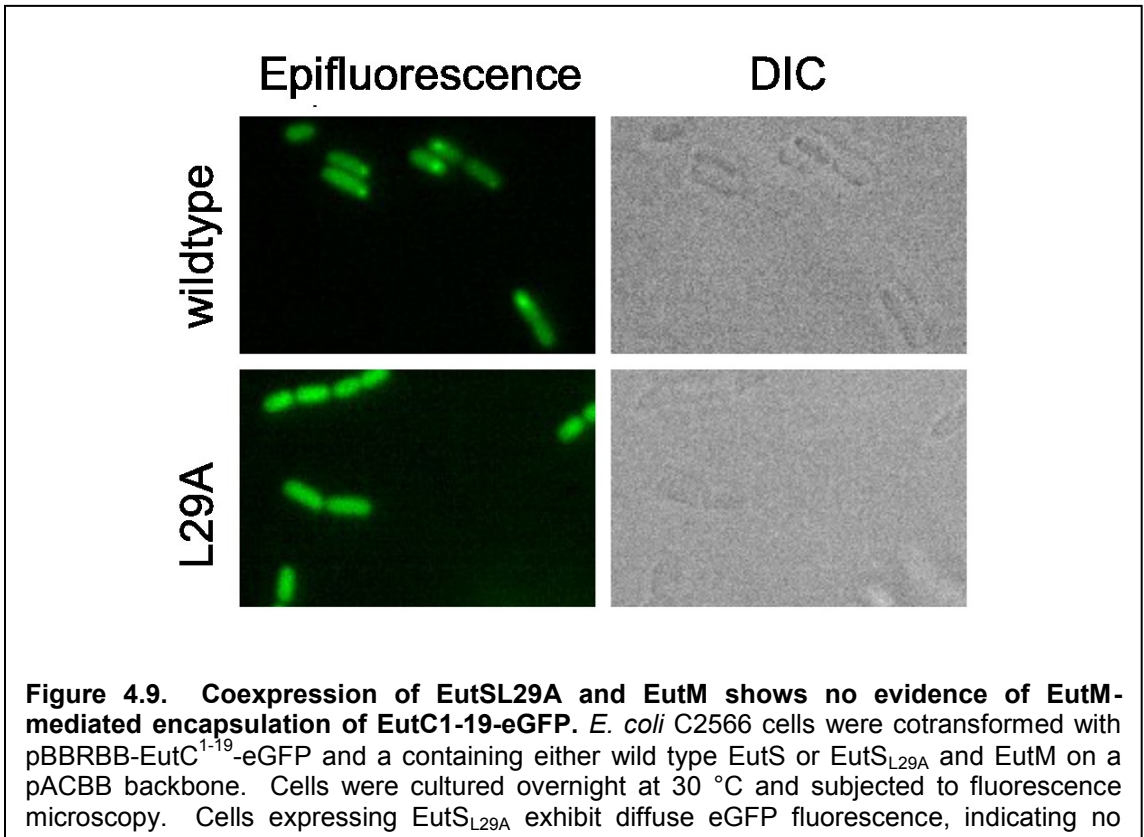 Epifluorescence DIC
wildtype
L29A
Figure 4.9. Coexpression of EutSL29A and EutM shows no evidence of EutM-
mediated encapsulation of EutC1-19-eGFP. E. coli C2566 cells were cotransformed with
pBBRBB-EutC1-19-eGFP and a containing either wild type EutS or EutSL29A and EutM on a
pACBB backbone. Cells were cultured overnight at 30 °C and subjected to fluorescence
microscopy. Cells expressing EutSL29A exhibit diffuse eGFP fluorescence, indicating no